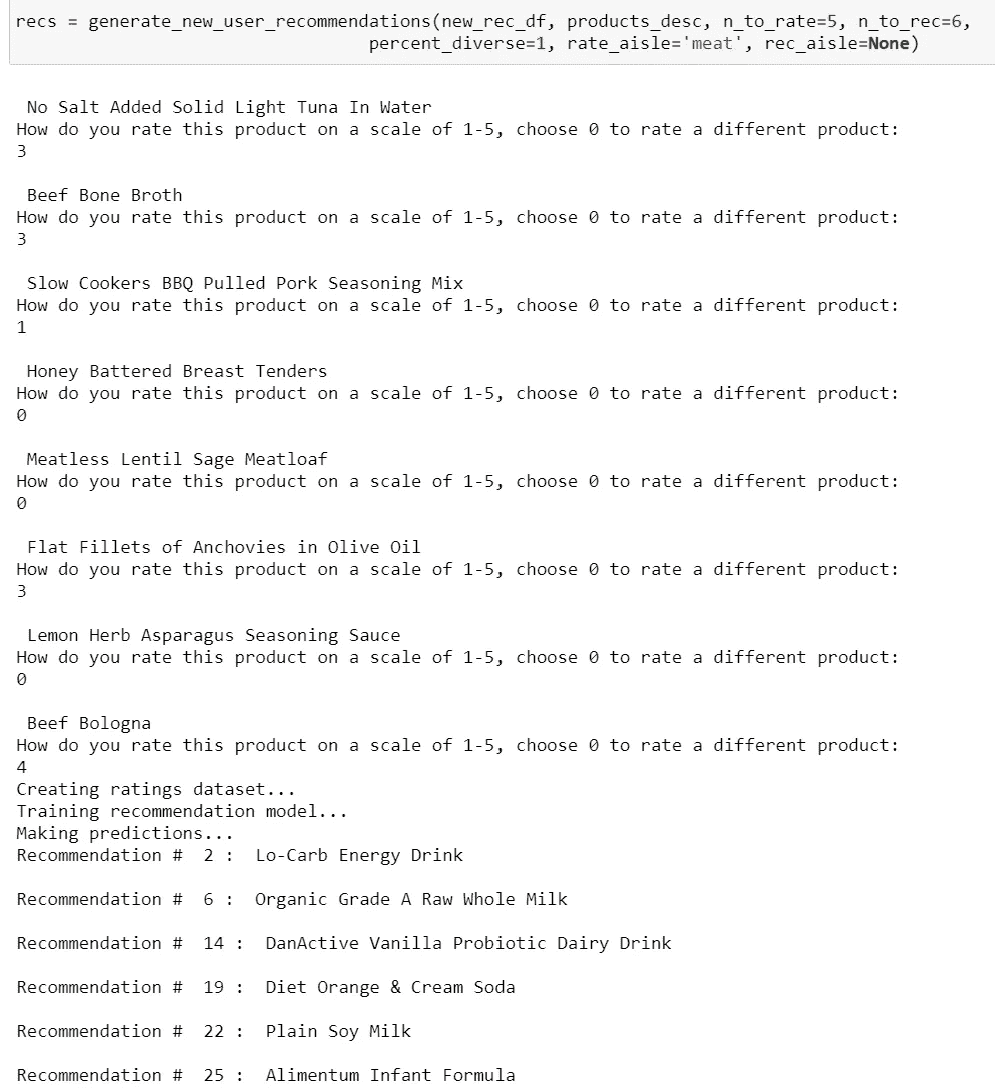 recs = generate_new_user_recommendations(new_rec_df, products_desc, n_to_rate=5, n_to_rec=6,
percent_diverse=1, rate_aisle='meat', rec_aisle=None)
No Salt Added Solid Light Tuna In Water
How do you rate this product on a scale of 1-5, choose 0 to rate a different product:
3
Beef Bone Broth
How do you rate this product on a scale of 1-5, choose 0 to rate a different product:
3
Slow Cookers BBQ Pulled Pork Seasoning Mix
How do you rate this product on a scale of 1-5, choose 0 to rate a different product:
1
Honey Battered Breast Tenders
How do you rate this product on a scale of 1-5, choose 0 to rate a different product:
0
Meatless Lentil Sage Meatloaf
How do you rate this product on a scale of 1-5, choose 0 to rate a different product:
0
Flat Fillets of Anchovies in Olive Oil
How do you rate this product on a scale of 1-5, choose 0 to rate a different product:
3
Lemon Herb Asparagus Seasoning Sauce
How do you rate this product on a scale of 1-5, choose 0 to rate a different product:
0
Beef Bologna
How do you rate this product on a scale of 1-5, choose 0 to rate a different product:
4
Creating ratings dataset...
Training recommendation model...
Making predictions...
Recommendation #  2 :  Lo-Carb Energy Drink
Recommendation #  6 :  Organic Grade A Raw Whole Milk
Recommendation #  14 :  DanActive Vanilla Probiotic Dairy Drink
Recommendation #  19 :  Diet Orange & Cream Soda
Recommendation #  22 :  Plain Soy Milk
Recommendation #  25 :  Alimentum Infant Formula